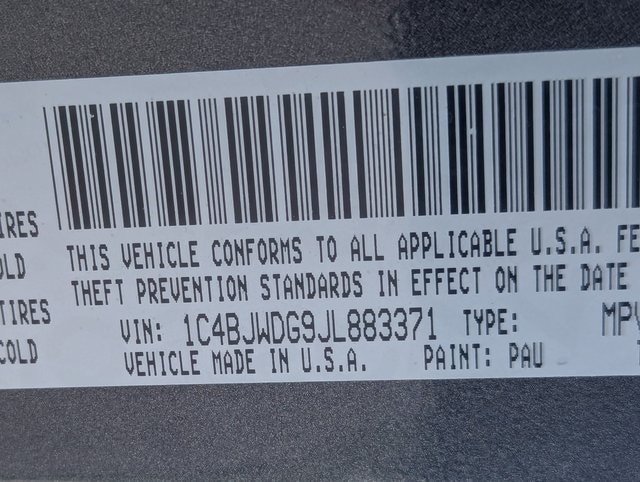 IRES
OLD
TIRES
COLD
THIS VEHICLE CONFORMS TO ALL APPLICABLE U.S.A. FE
THEFT PREVENTION STANDARDS IN EFFECT ON THE DATE
VIN: 1C4BJWDG9JL883371 TYPE: MPV
VEHICLE MADE IN U.S.A. PAINT: PAU